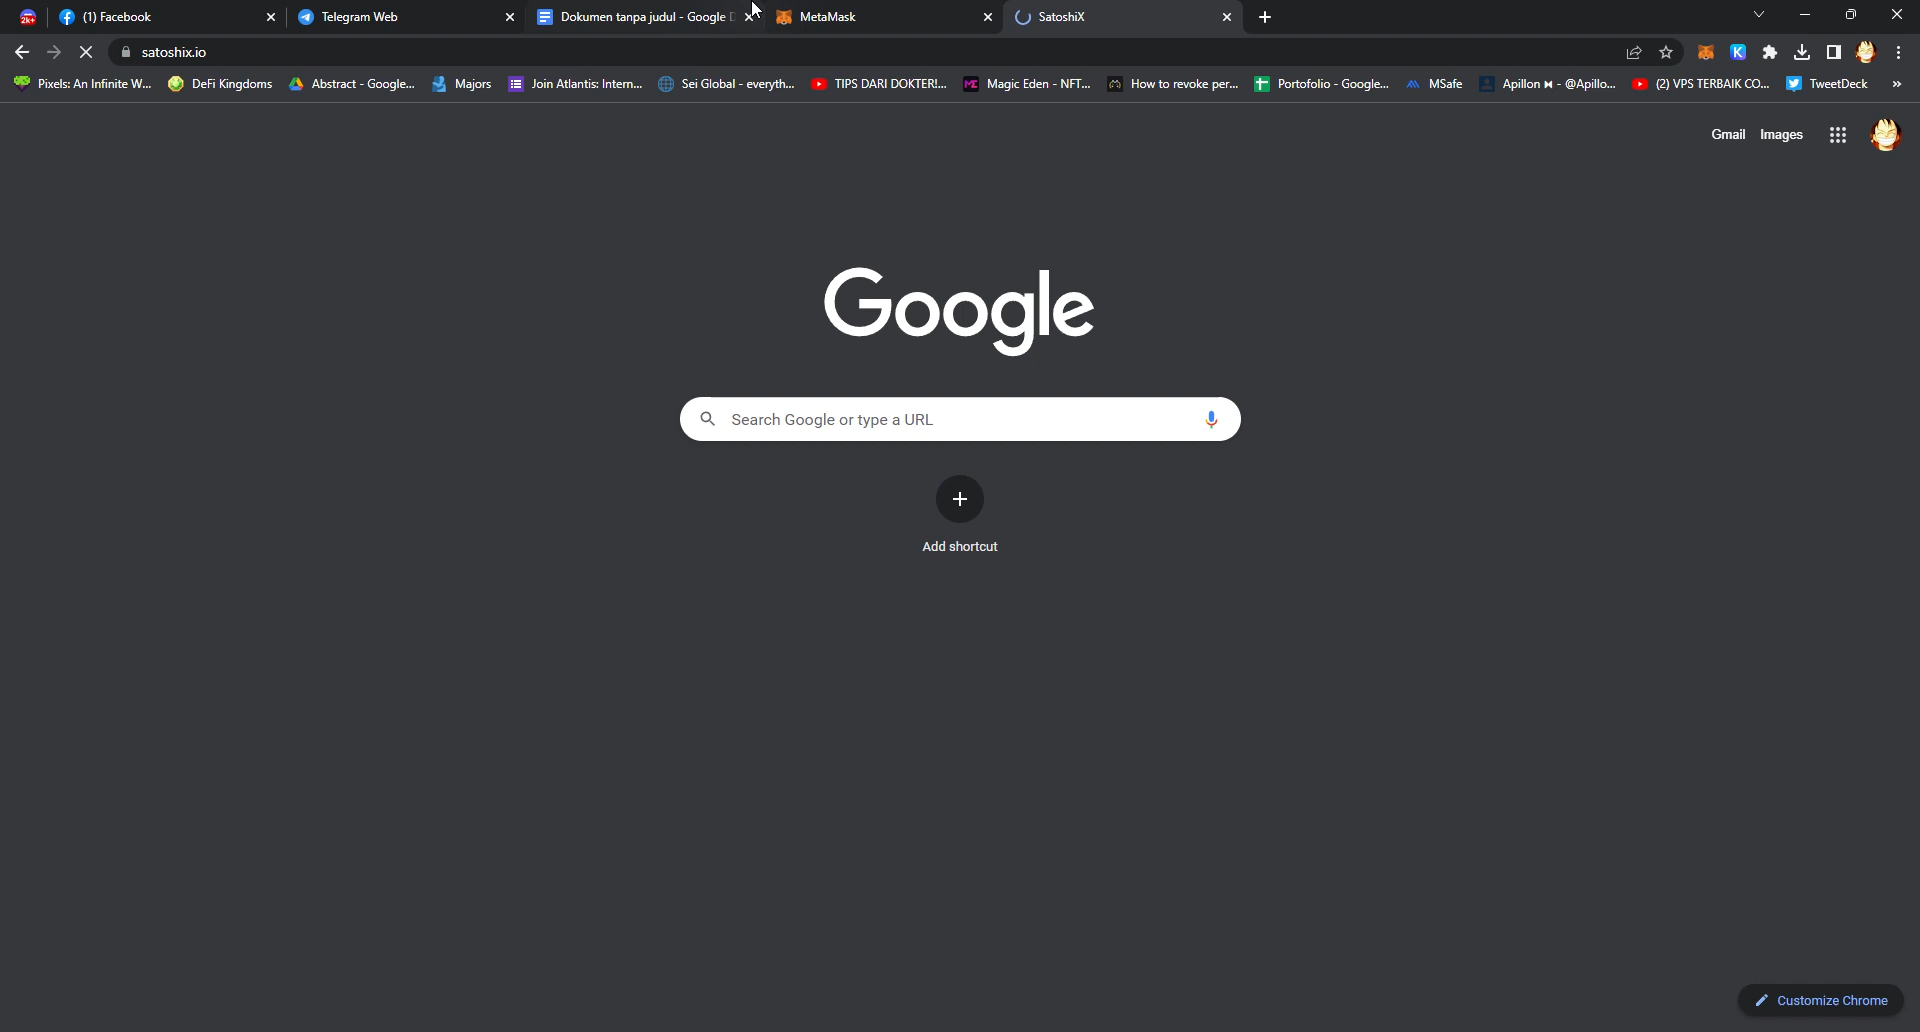 2k+
(1) Facebook
Telegram Web
Dokumen tanpa judul - Google D
MetaMask
SatoshiX
satoshix.io
K
Pixels: An Infinite W...
DeFi Kingdoms
Abstract - Google...
Majors
Join Atlantis: Intern...
Sei Global - everyth...
TIPS DARI DOKTER!...
ME
Magic Eden - NFT...
How to revoke per...
Portofolio - Google...
MSafe
Apillon ⧓ - @Apillo...
(2) VPS TERBAIK CO...
TweetDeck
»
Gmail
Images
Google
Search Google or type a URL
Add shortcut
Customize Chrome